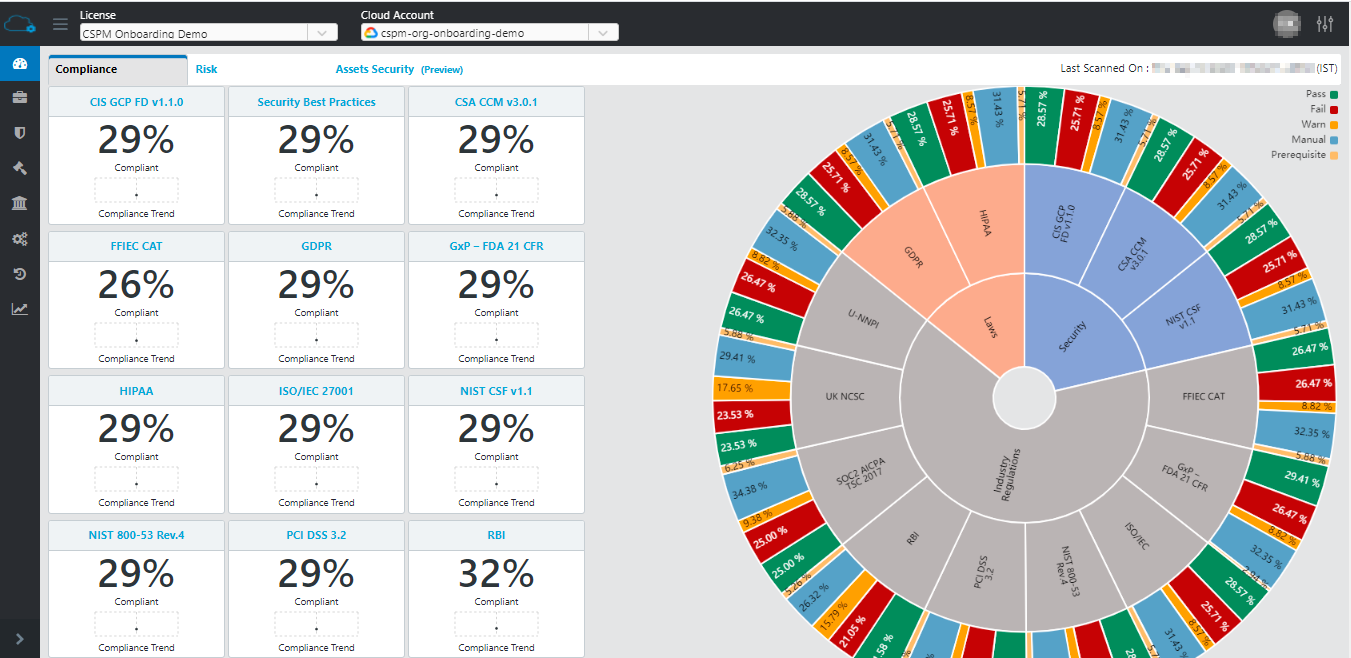 License
CSPM Onboarding Demo
Cloud Account
cspm-org-onboarding-demo
Compliance
Risk
Assets Security (Preview)
Last Scanned On :
(IST)
CIS GCP FD v1.1.0
29%
Compliant
Compliance Trend
Security Best Practices
29%
Compliant
Compliance Trend
CSA CCM v3.0.1
29%
Compliant
Compliance Trend
FFIEC CAT
26%
Compliant
Compliance Trend
GDPR
29%
Compliant
Compliance Trend
GxP – FDA 21 CFR
29%
Compliant
Compliance Trend
HIPAA
29%
Compliant
Compliance Trend
ISO/IEC 27001
29%
Compliant
Compliance Trend
NIST CSF v1.1
29%
Compliant
Compliance Trend
NIST 800-53 Rev.4
29%
Compliant
Compliance Trend
PCI DSS 3.2
29%
Compliant
Compliance Trend
RBI
32%
Compliant
Compliance Trend
Pass
Fail
Warn
Manual
Prerequisite
Security
Industry
Regulations
Laws
CIS GCP
FD v1.1.0
CSA CCM
v3.0.1
NIST CSF
v1.1
FFIEC CAT
GxP –
FDA 21 CFR
ISO/IEC
NIST 800-53
Rev.4
PCI DSS
3.2
RBI
SOC2 AICPA
TSC 2017
UK NCSC
U-NNPI
GDPR
HIPAA
28.57 %
25.71 %
8.57 %
31.43 %
5.71 %
28.57 %
25.71 %
8.57 %
31.43 %
5.71 %
28.57 %
25.71 %
8.57 %
31.43 %
5.71 %
26.47 %
26.47 %
8.82 %
32.35 %
5.88 %
29.41 %
26.47 %
8.82 %
32.35 %
2.94 %
28.57 %
25.71 %
8.57 %
31.43 %
21.05 %
15.79 %
26.32 %
5.26 %
25.00 %
25.00 %
9.38 %
34.38 %
6.25 %
23.53 %
23.53 %
17.65 %
29.41 %
5.88 %
26.47 %
26.47 %
8.82 %
32.35 %
5.88 %
28.57 %
25.71 %
8.57 %
31.43 %
5.71 %
28.57 %
25.71 %
8.57 %
31.43 %
5.71 %